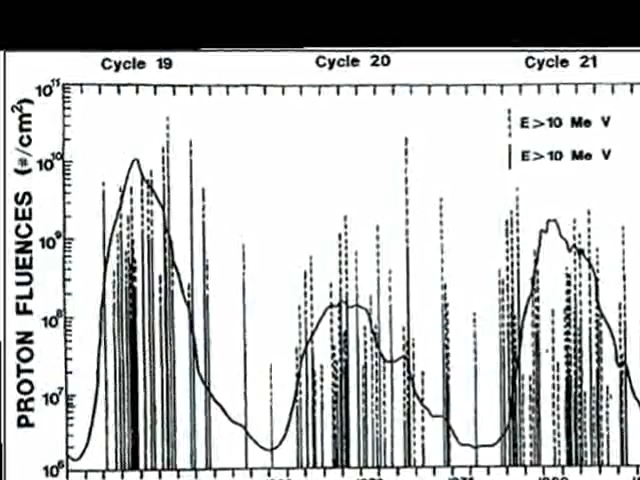 Cycle 19 Cycle 20 Cycle 21
10¹¹
E>10 Me V
10¹⁰
E>10 Me V
10⁹
10⁸
10⁷
10⁶
PROTON FLUENCES (#/cm²)